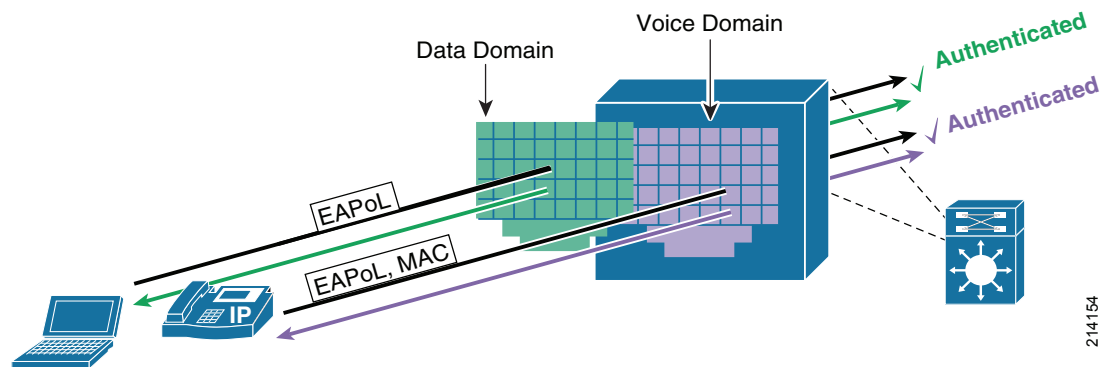 Voice Domain
Data Domain
Authenticated
Authenticated
EAPoL
EAPoL, MAC
IP
214154